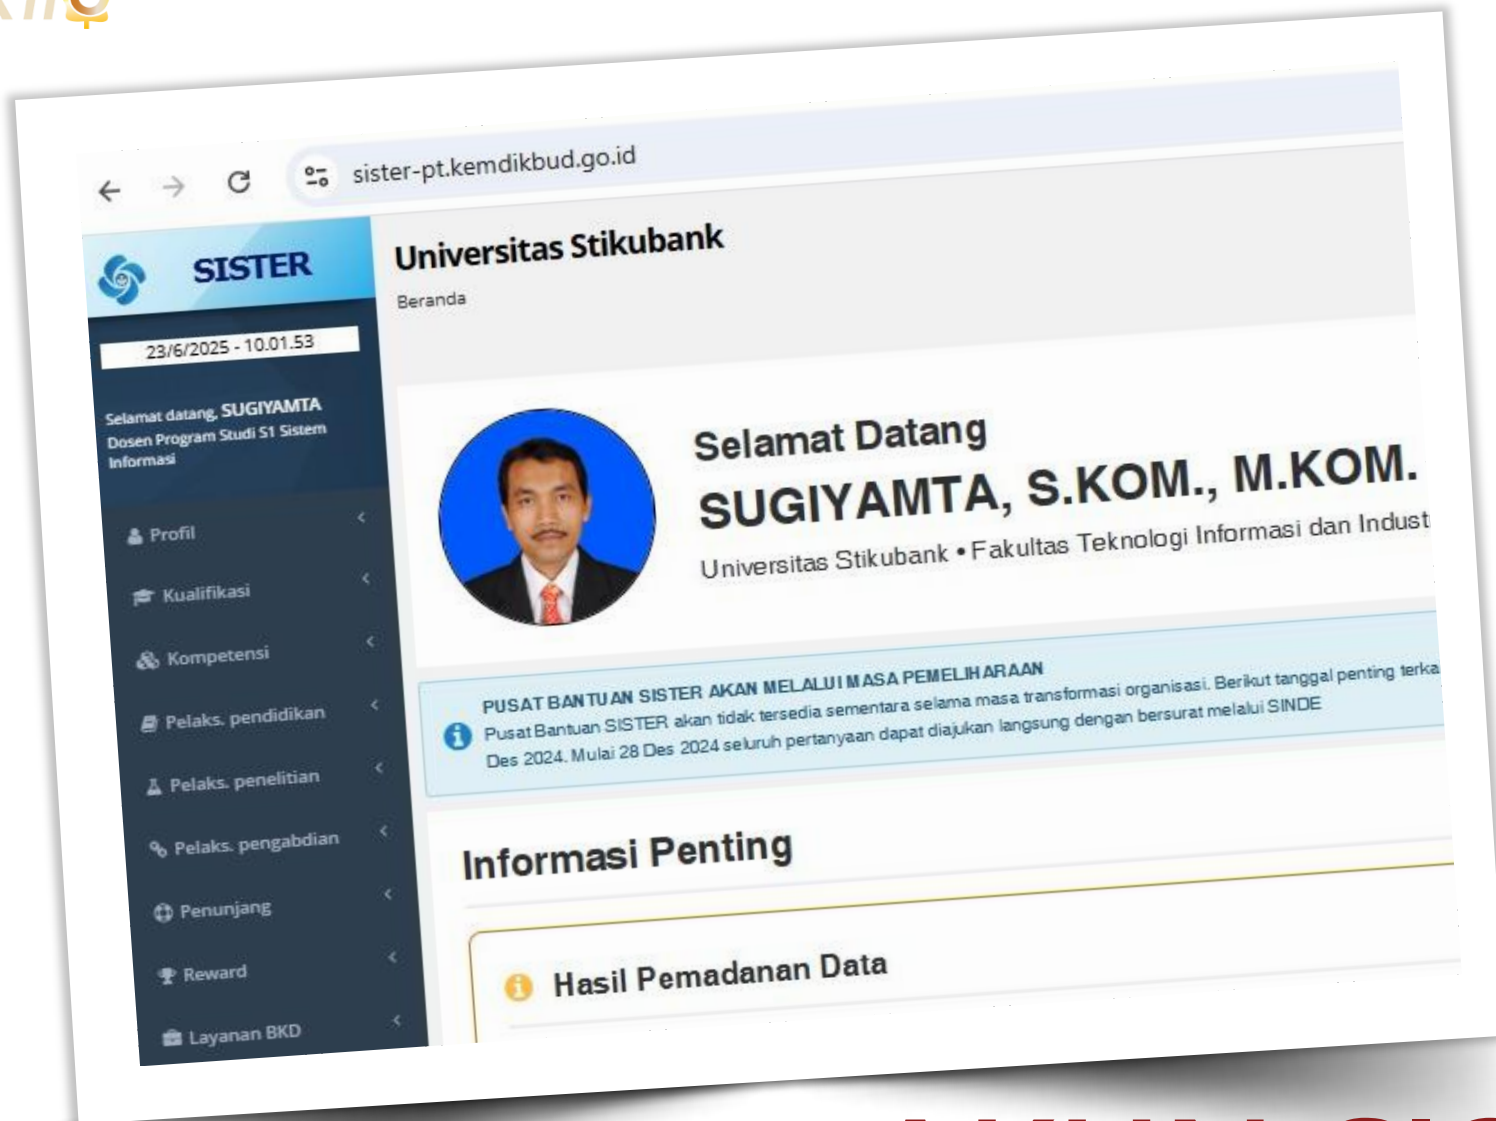 sister-pt.kemdikbud.go.id
SISTER
23/6/2025 - 10.01.53
Selamat datang, SUGIYAMTA
Dosen Program Studi S1 Sistem
Informasi
Profil
Kualifikasi
Kompetensi
Pelaks. pendidikan
Pelaks. penelitian
Pelaks. pengabdian
Penunjang
Reward
Layanan BKD
Universitas Stikubank
Beranda
Selamat Datang
SUGIYAMTA, S.KOM., M.KOM.
Universitas Stikubank • Fakultas Teknologi Informasi dan Indust
PUSAT BANTUAN SISTER AKAN MELALUI MASA PEMELIHARAAN
Pusat Bantuan SISTER akan tidak tersedia sementara selama masa transformasi organisasi. Berikut tanggal penting terka
Des 2024. Mulai 28 Des 2024 seluruh pertanyaan dapat diajukan langsung dengan bersurat melalui SINDE
Informasi Penting
Hasil Pemadanan Data